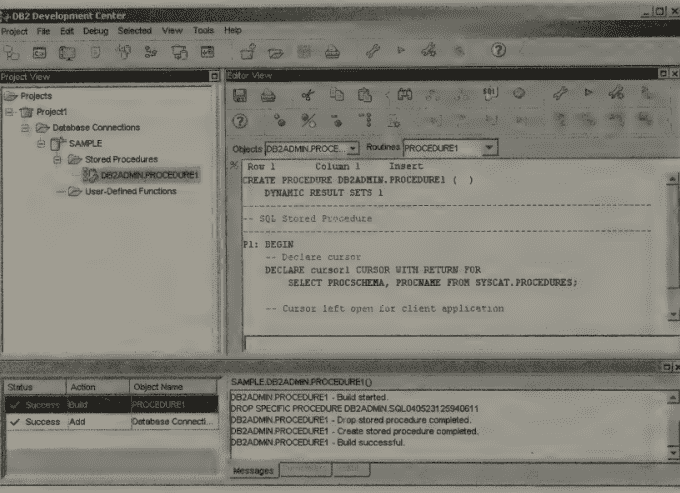 DB2 Development Center
Project File Edit Debug Selected View Tools Help
Project View
Projects
Project1
Database Connections
SAMPLE
Stored Procedures
DB2ADMIN.PROCEDURE1
User-Defined Functions
Editor View
SQL
Objects DB2ADMIN.PROCE... Routines PROCEDURE1
Row 1 Column 1 Insert
CREATE PROCEDURE DB2ADMIN.PROCEDURE1 ( )
DYNAMIC RESULT SETS 1
------------------------------------------------------------------------
-- SQL Stored Procedure
------------------------------------------------------------------------
P1: BEGIN
-- Declare cursor
DECLARE cursor1 CURSOR WITH RETURN FOR
SELECT PROCSCHEMA, PROCNAME FROM SYSCAT.PROCEDURES;
-- Cursor left open for client application
Status Action Object Name
Success Build PROCEDURE1
Success Add Database Connecti...
SAMPLE.DB2ADMIN.PROCEDURE1()
DB2ADMIN.PROCEDURE1 - Build started.
DROP SPECIFIC PROCEDURE DB2ADMIN.SQL040523125940611
DB2ADMIN.PROCEDURE1 - Drop stored procedure completed.
DB2ADMIN.PROCEDURE1 - Create stored procedure completed.
DB2ADMIN.PROCEDURE1 - Build successful.
Messages